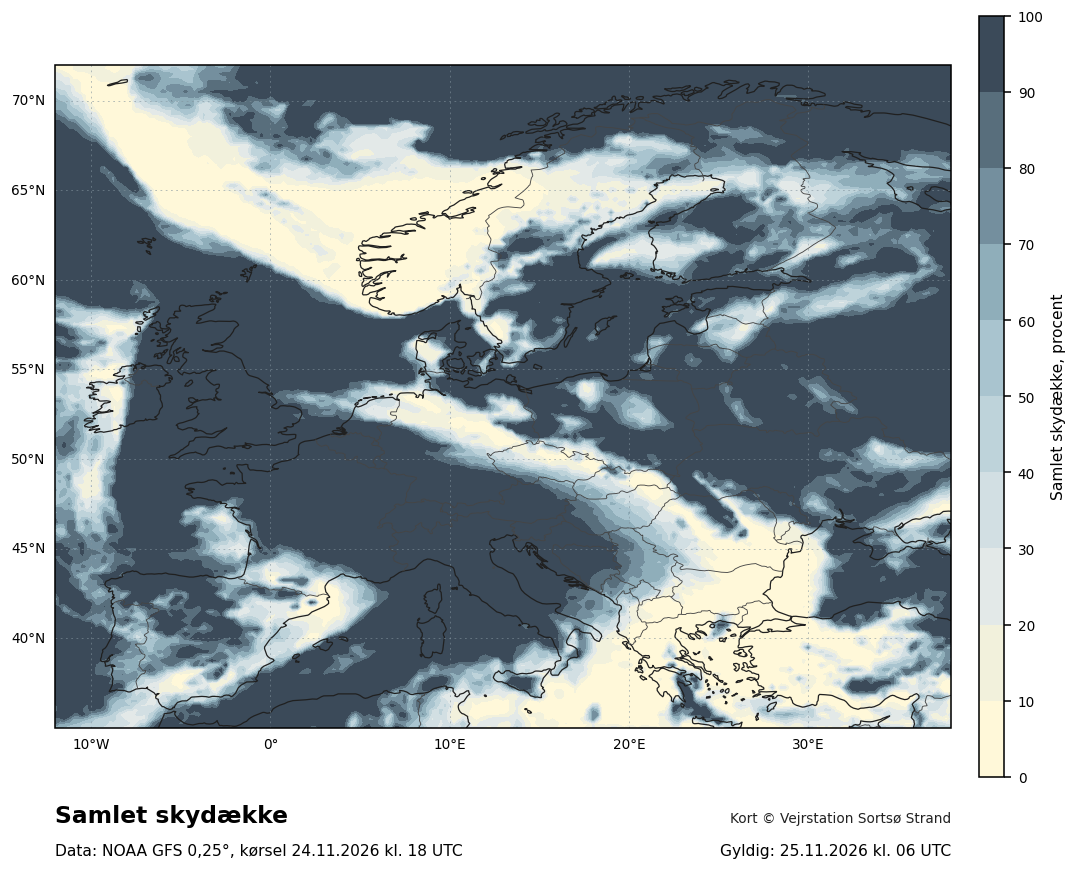 100
90
80
70
60
50
40
30
20
10
0
Samlet skydække, procent
70°N
65°N
60°N
55°N
50°N
45°N
40°N
10°W
0°
10°E
20°E
30°E
Samlet skydække
Kort © Vejrstation Sortsø Strand
Data: NOAA GFS 0,25°, kørsel 24.11.2026 kl. 18 UTC
Gyldig: 25.11.2026 kl. 06 UTC